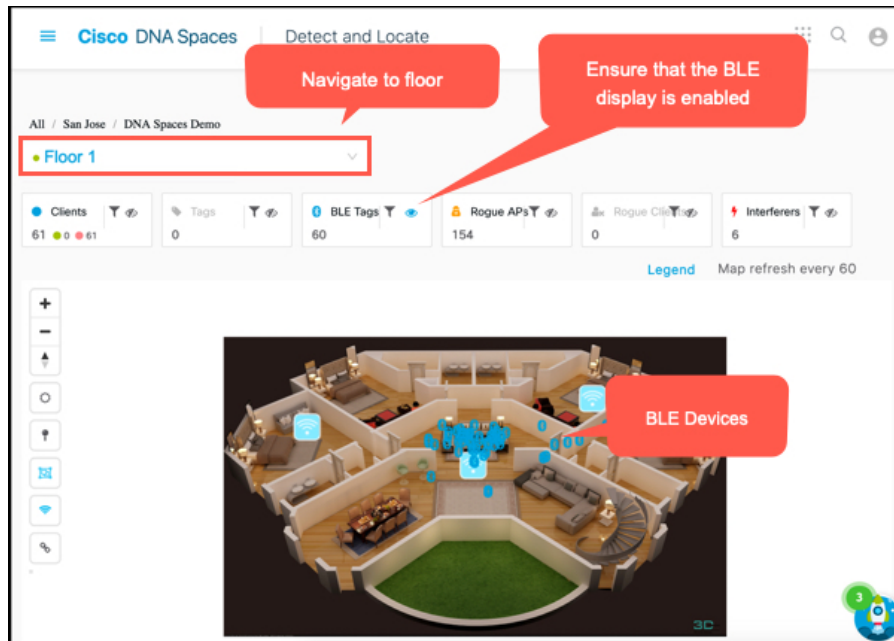 Cisco DNA Spaces
Detect and Locate
Navigate to floor
Ensure that the BLE
display is enabled
All / San Jose / DNA Spaces Demo
Floor 1
Clients
61 0 61
Tags
0
BLE Tags
60
Rogue APs
154
Rogue Clients
0
Interferers
6
Legend
Map refresh every 60
BLE Devices
3D
3